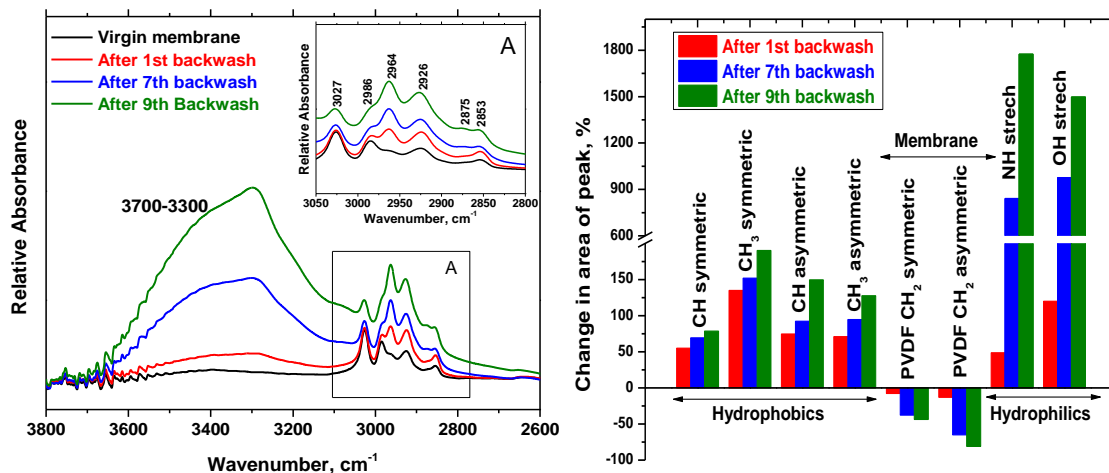 Virgin membrane
After 1st backwash
After 7th backwash
After 9th Backwash
3700-3300
A
Relative Absorbance
3800 3600 3400 3200 3000 2800 2600
Wavenumber, cm-1
A
3027
2986
2964
2926
2875
2853
Relative Absorbance
3050 3000 2950 2900 2850 2800
Wavenumber, cm-1
After 1st backwash
After 7th backwash
After 9th backwash
Change in area of peak, %
1800
1500
1200
900
600
150
100
50
0
-50
-100
CH symmetric
CH3 symmetric
CH asymmetric
CH3 asymmetric
Membrane
PVDF CH2 symmetric
PVDF CH2 asymmetric
NH strech
OH strech
Hydrophobics
Hydrophilics